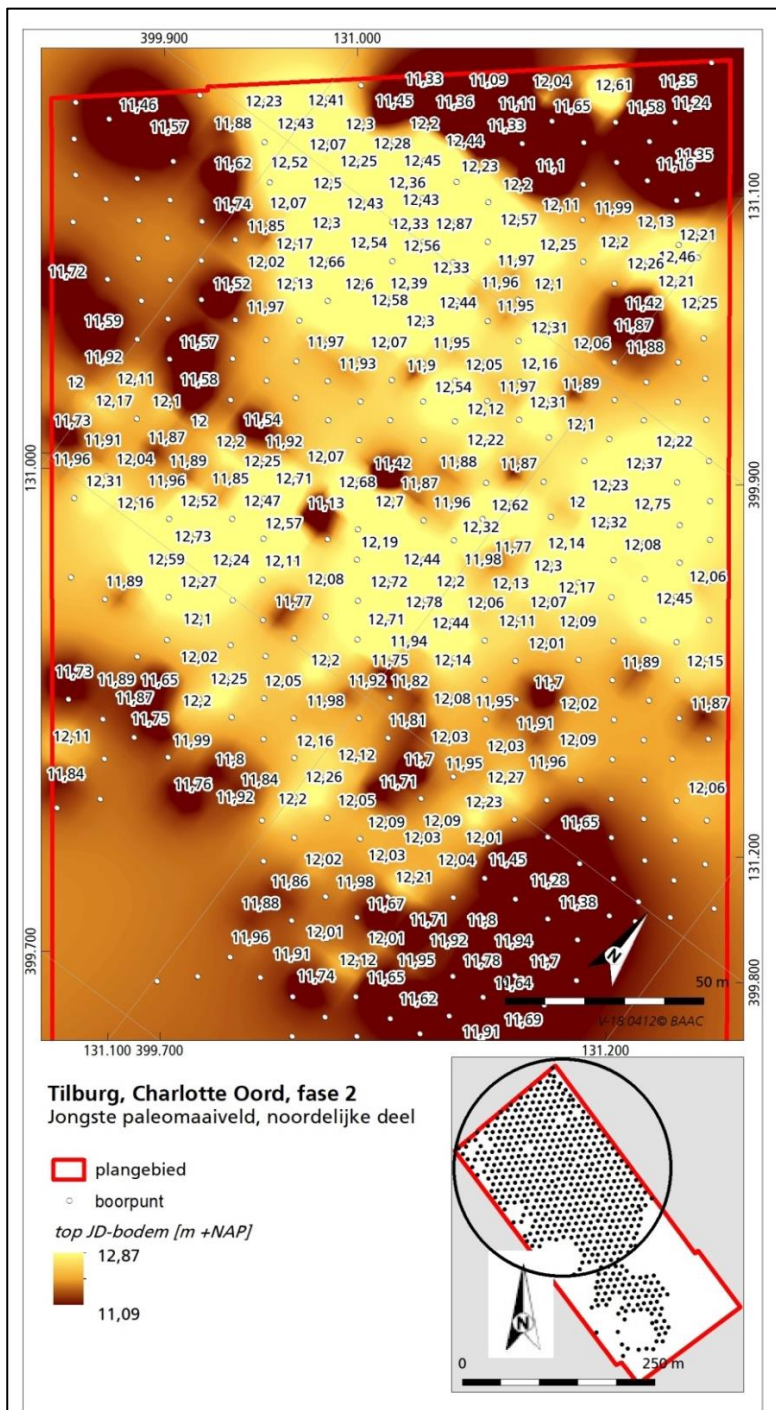 399.900 131.000
11,33 11,09 12,04 12,61 11,35
11,46 12,23 12,41 11,45 11,36 11,11 11,65 11,58 11,24
11,57 11,88 12,43 12,3 12,2 11,33
12,07 12,28 12,44
11,62 12,52 12,25 12,45 12,23 11,1 11,16 11,35
12,5 12,36 12,2
131.100
11,74 12,07 12,43 12,43 12,11 11,99
11,85 12,3 12,33 12,87 12,57 12,13
12,17 12,54 12,56 12,25 12,2 12,21
11,72 12,02 12,66 12,33 11,97 12,26 12,46
11,52 12,13 12,6 12,39 11,96 12,1 12,21
11,97 12,58 12,44 11,95 11,42 12,25
11,59 12,3 12,31 11,87
11,57 11,97 12,07 11,95 12,06 11,88
11,92 11,93 11,9 12,05 12,16
12 12,11 11,58 12,54 11,97 11,89
12,17 12,1 12,12 12,31
11,73 12 11,54 12,1
11,91 11,87 12,2 11,92 12,22 12,22
131.000
11,96 12,04 11,89 12,25 12,07 11,42 11,88 11,87 12,37
12,31 11,96 11,85 12,71 12,68 11,87 12,23
399.900
12,16 12,52 12,47 11,13 12,7 11,96 12,62 12 12,75
12,57 12,32 12,32
12,73 12,19 11,77 12,14 12,08
12,59 12,24 12,11 12,44 11,98 12,3
11,89 12,27 12,08 12,72 12,2 12,13 12,17 12,06
11,77 12,78 12,06 12,07 12,45
12,1 12,71 12,44 12,11 12,09
11,94 12,01
12,02 12,2 11,75 12,14 11,89 12,15
11,73 11,89 11,65 12,25 12,05 11,92 11,82 11,7
11,87 12,2 11,98 12,08 11,95 12,02 11,87
11,75 11,81 11,91
12,11 11,99 12,16 12,03 12,03 12,09
11,84 11,8 12,12 11,7 11,95 11,96
11,76 11,84 12,26 11,71 12,27 12,06
11,92 12,2 12,05 12,23
12,09 12,09 11,65
12,03 12,01
131.200
12,02 12,03 12,04 11,45
11,86 11,98 12,21 11,28
11,88 11,67 11,38
11,71 11,8
399.700
11,96 12,01 12,01 11,92 11,94
11,91 12,12 11,95 11,78 11,7
N
399.800
11,74 11,65 11,64 50 m
11,62
11,69 V-18.0412© BAAC
11,91
131.100 399.700 131.200
Tilburg, Charlotte Oord, fase 2
Jongste paleomaaiveld, noordelijke deel
plangebied
boorpunt
top JD-bodem [m +NAP]
12,87
11,09
N
0 250 m